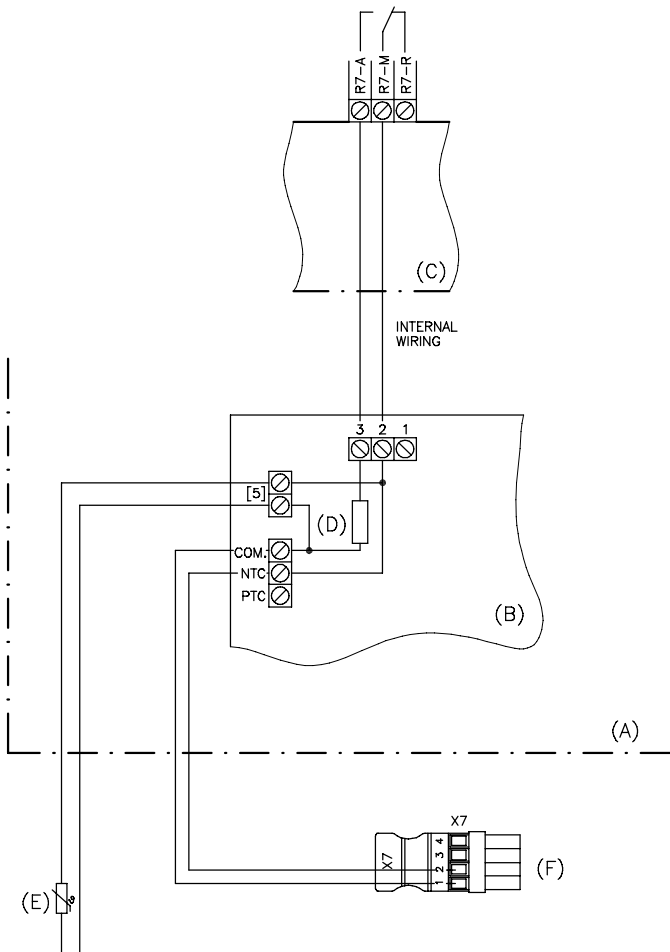 R7-A
R7-M
R7-R
(C)
INTERNAL
WIRING
3 2 1
[5]
(D)
COM.
NTC
PTC
(B)
(A)
X7
X7
4
3
2
1
(F)
(E)